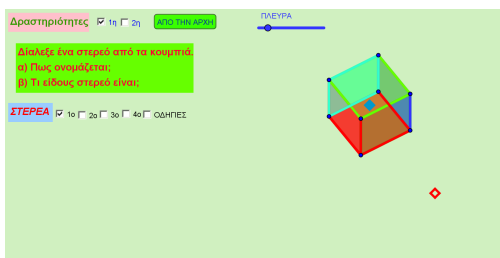 Δραστηριότητες 1η 2η ΑΠΟ ΤΗΝ ΑΡΧΗ ΠΛΕΥΡΑ
Δίαλεξε ένα στερεό από τα κουμπιά.
α) Πως ονομάζεται;
β) Τι είδους στερεό είναι;
ΣΤΕΡΕΑ 1ο 2ο 3ο 4ο ΟΔΗΓΙΕΣ